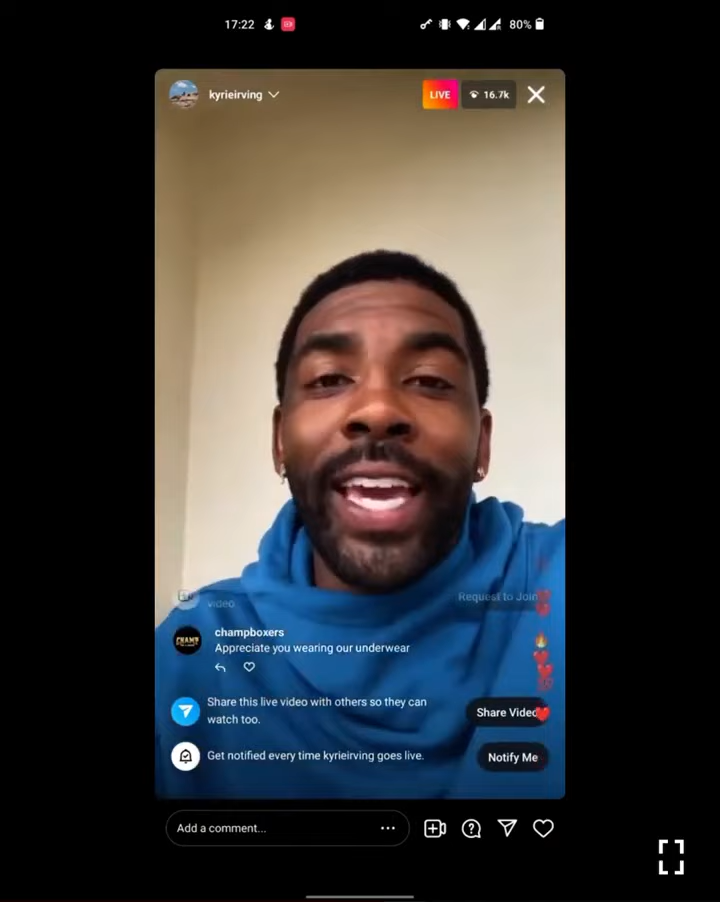 17:22
80%
kyrieirving
LIVE
16.7k
video
Request to Join
champboxers
CHAMP
Appreciate you wearing our underwear
Share this live video with others so they can
watch too.
Share Video
Get notified every time kyrieirving goes live.
Notify Me
Add a comment...